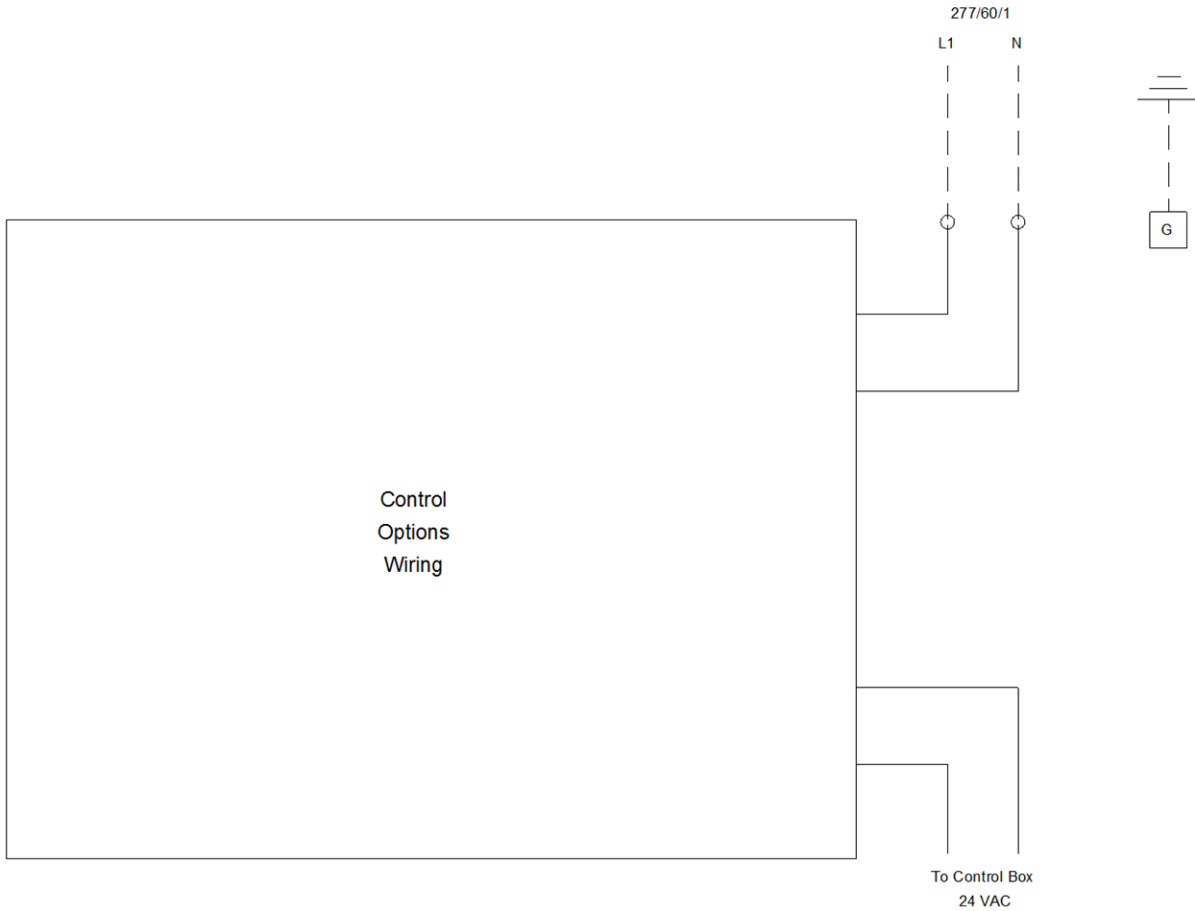 277/60/1
L1 N
G
Control
Options
Wiring
To Control Box
24 VAC